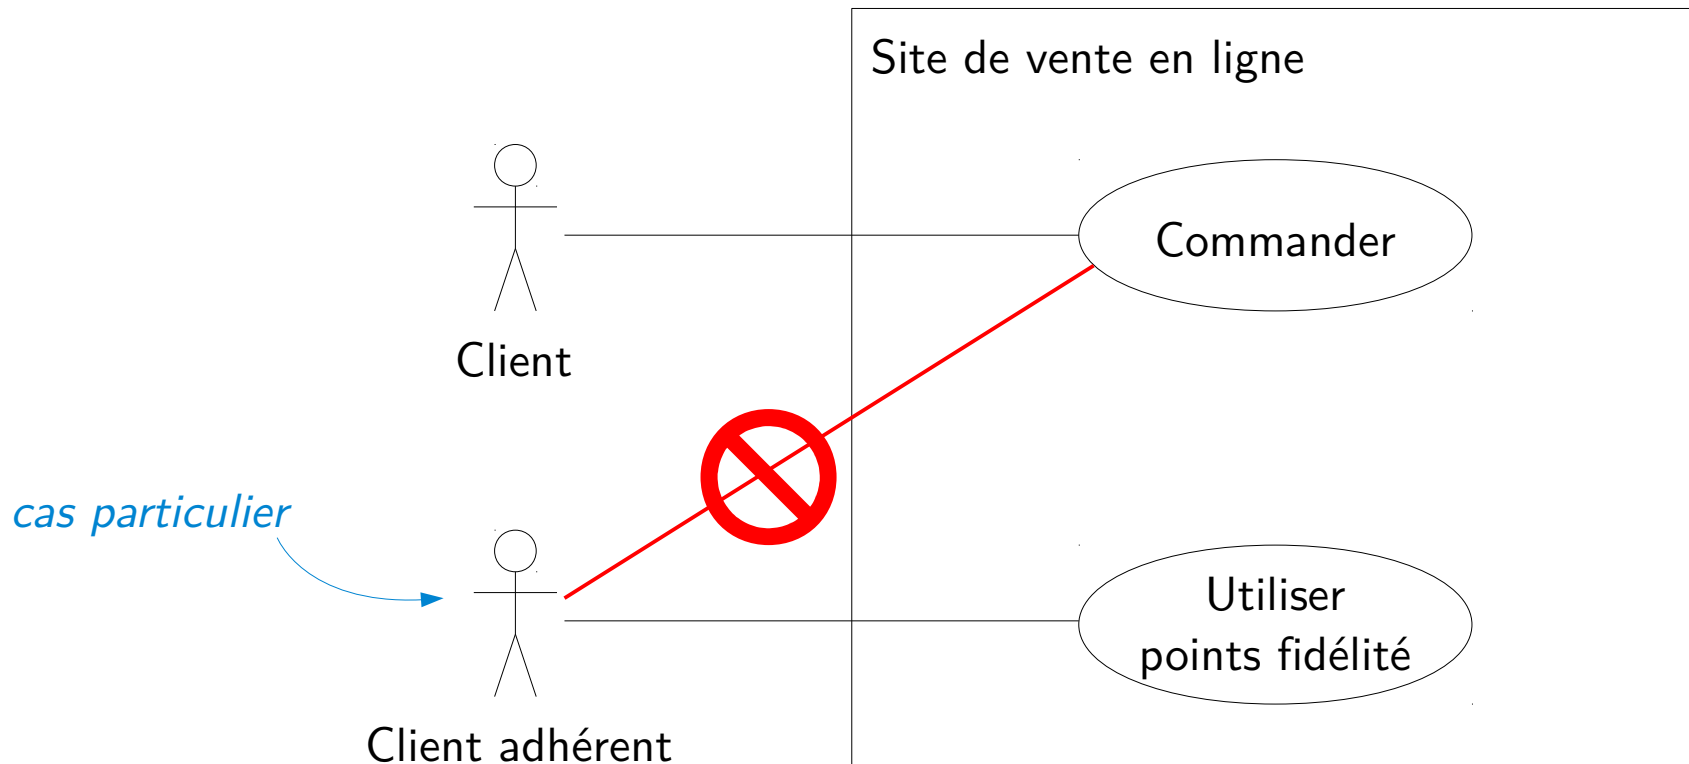 Site de vente en ligne
Commander
Client
cas particulier
Utiliser
points fidélité
Client adhérent